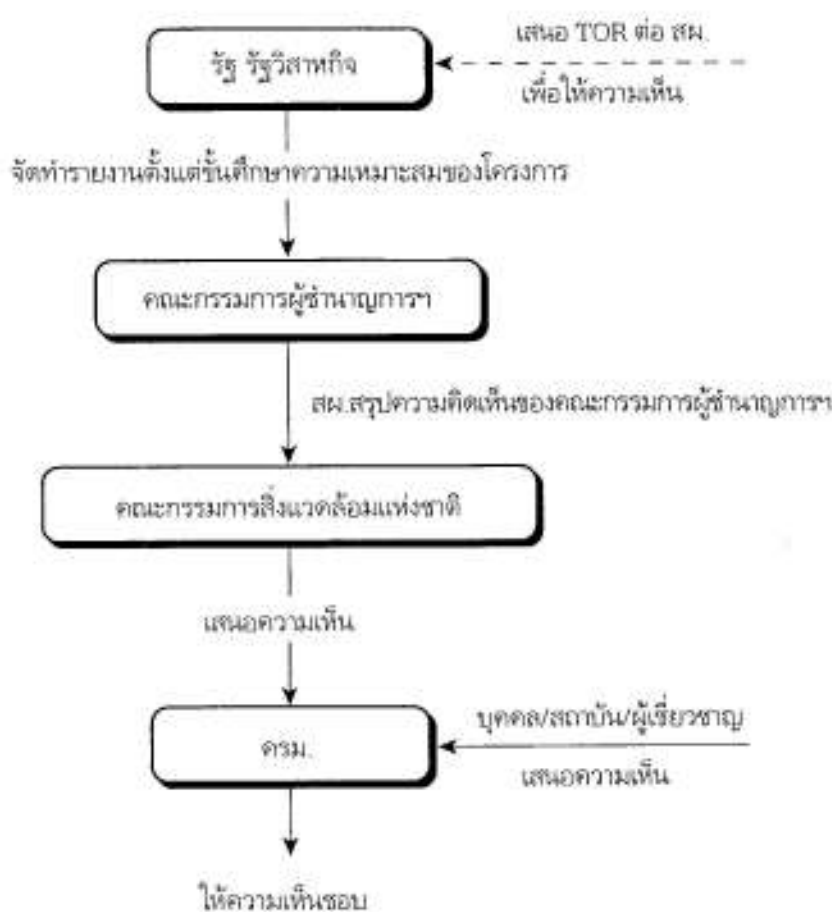 เสนอ TOR ต่อ สผ.
รัฐ รัฐวิสาหกิจ
เพื่อให้ความเห็น
จัดทำรายงานตั้งแต่ขั้นศึกษาความเหมาะสมของโครงการ
คณะกรรมการผู้ชำนาญการฯ
สผ.สรุปความคิดเห็นของคณะกรรมการผู้ชำนาญการฯ
คณะกรรมการสิ่งแวดล้อมแห่งชาติ
เสนอความเห็น
บุคคล/สถาบัน/ผู้เชี่ยวชาญ
ครม.
เสนอความเห็น
ให้ความเห็นชอบ